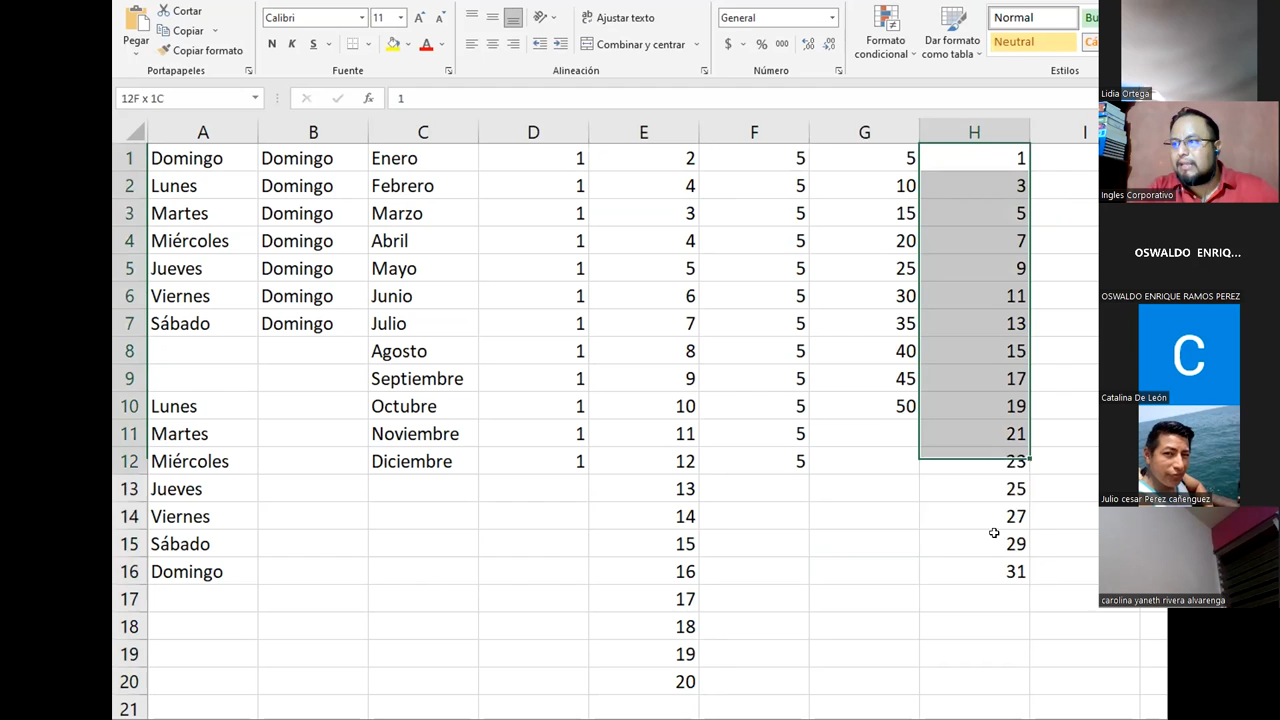 Cortar
Copiar
Copiar formato
Pegar
Portapapeles
Calibri 11
N K S
Fuente
Ajustar texto
Combinar y centrar
Alineación
General
$ % 000
Número
Formato condicional
Dar formato como tabla
Normal Bu
Neutral Cá
Estilos
12F x 1C fx 1
A B C D E F G H I
1 Domingo Domingo Enero 1 2 5 5 1
2 Lunes Domingo Febrero 1 4 5 10 3
3 Martes Domingo Marzo 1 3 5 15 5
4 Miércoles Domingo Abril 1 4 5 20 7
5 Jueves Domingo Mayo 1 5 5 25 9
6 Viernes Domingo Junio 1 6 5 30 11
7 Sábado Domingo Julio 1 7 5 35 13
8 Agosto 1 8 5 40 15
9 Septiembre 1 9 5 45 17
10 Lunes Octubre 1 10 5 50 19
11 Martes Noviembre 1 11 5 21
12 Miércoles Diciembre 1 12 5 23
13 Jueves 13 25
14 Viernes 14 27
15 Sábado 15 29
16 Domingo 16 31
17 17
18 18
19 19
20 20
21
Lidia Ortega
Ingles Corporativo
OSWALDO ENRIQ...
OSWALDO ENRIQUE RAMOS PEREZ
C
Catalina De León
Julio cesar Perez cañenguez
carolina yaneth rivera alvarenga